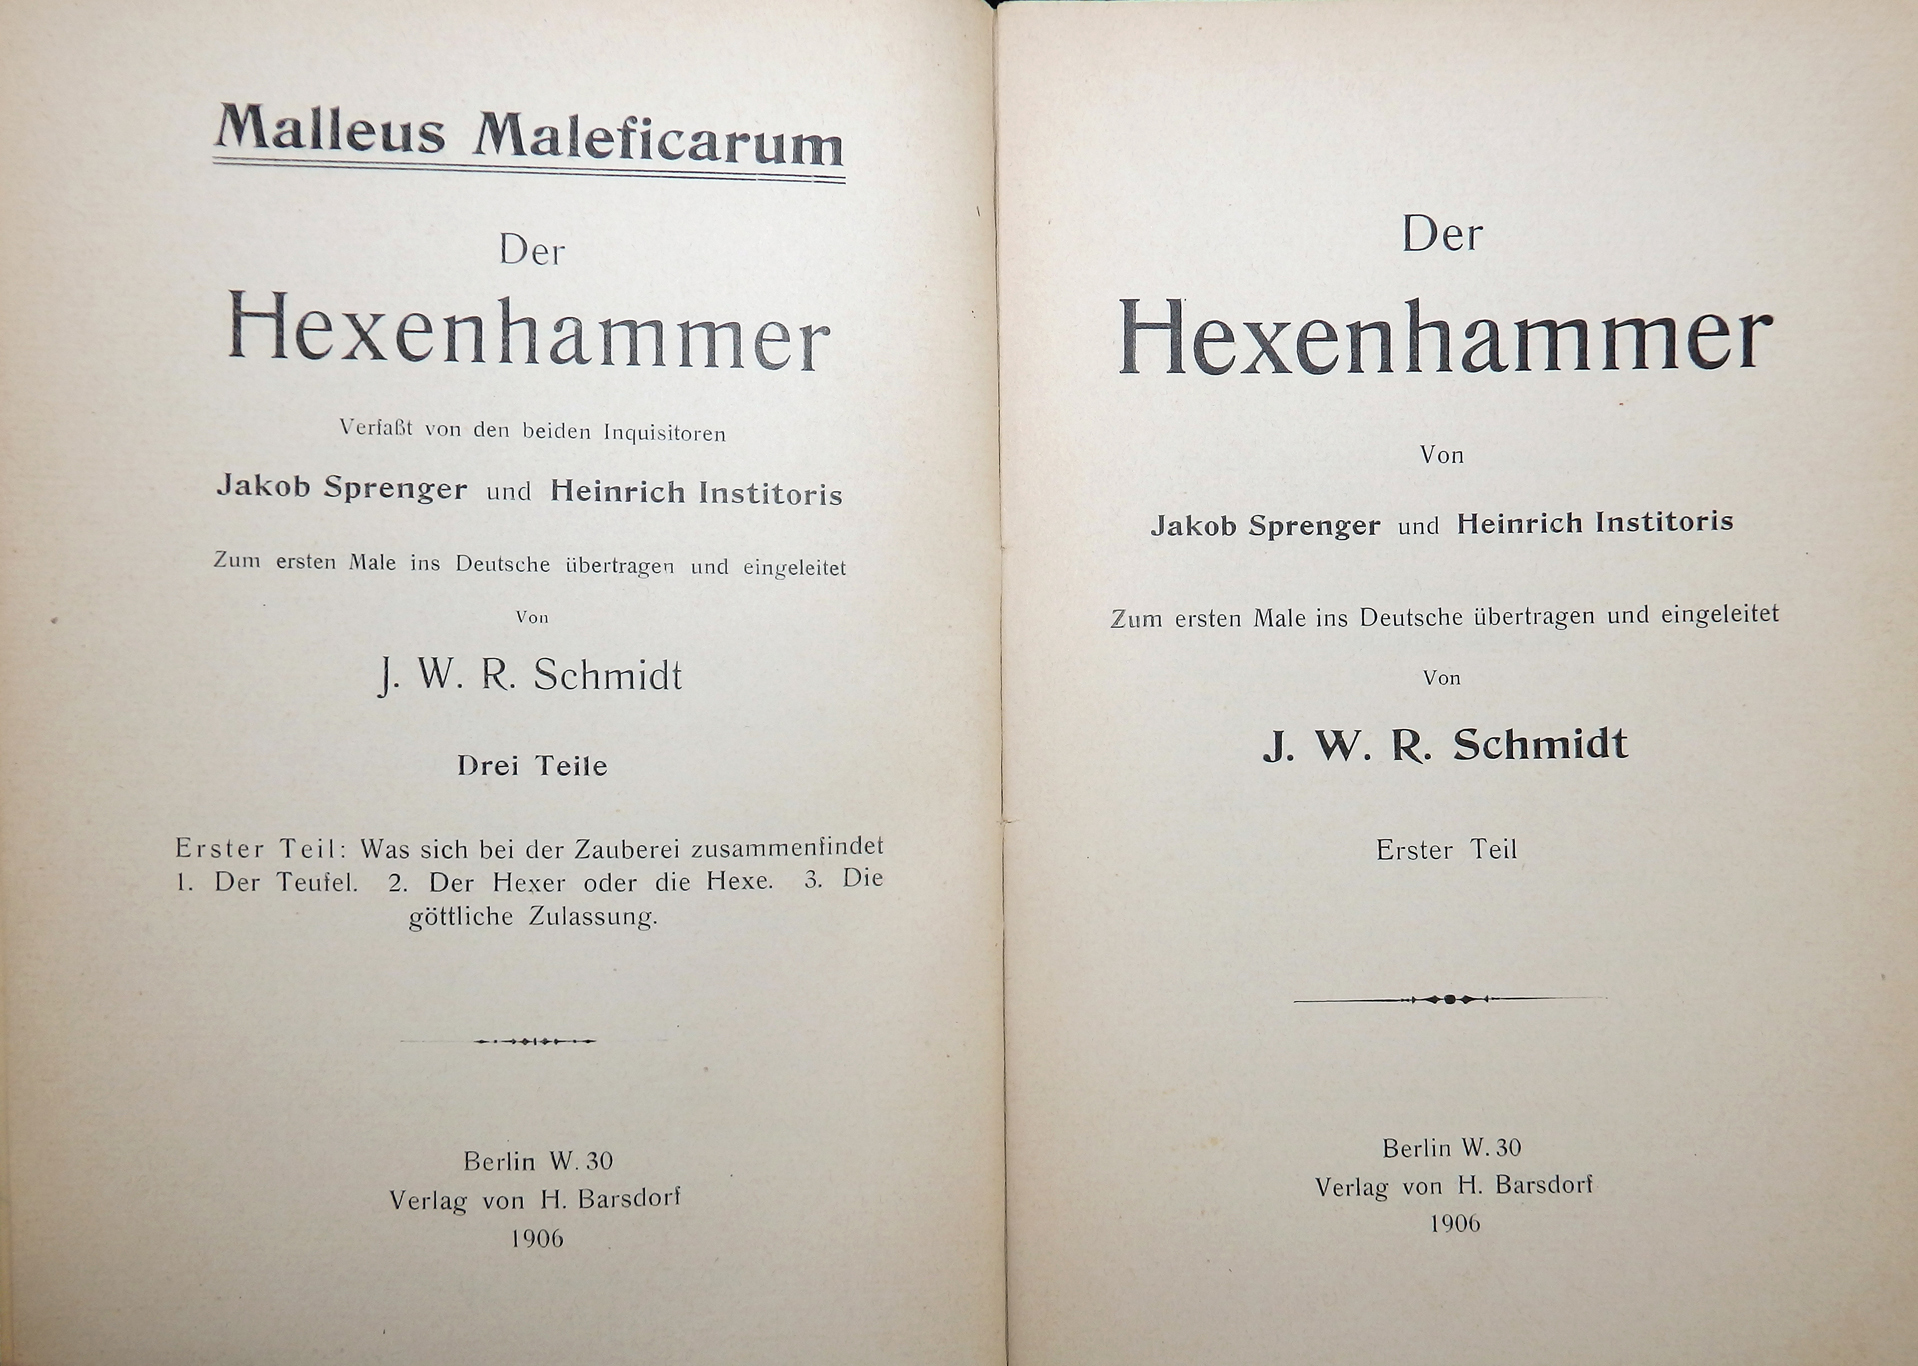 Malleus Maleficarum
Der
Hexenhammer
Verfaßt von den beiden Inquisitoren
Jakob Sprenger und Heinrich Institoris
Zum ersten Male ins Deutsche übertragen und eingeleitet
Von
J. W. R. Schmidt
Drei Teile
Erster Teil: Was sich bei der Zauberei zusammenfindet
1. Der Teufel. 2. Der Hexer oder die Hexe. 3. Die
göttliche Zulassung.
Berlin W. 30
Verlag von H. Barsdorf
1906
Der
Hexenhammer
Von
Jakob Sprenger und Heinrich Institoris
Zum ersten Male ins Deutsche übertragen und eingeleitet
Von
J. W. R. Schmidt
Erster Teil
Berlin W. 30
Verlag von H. Barsdorf
1906